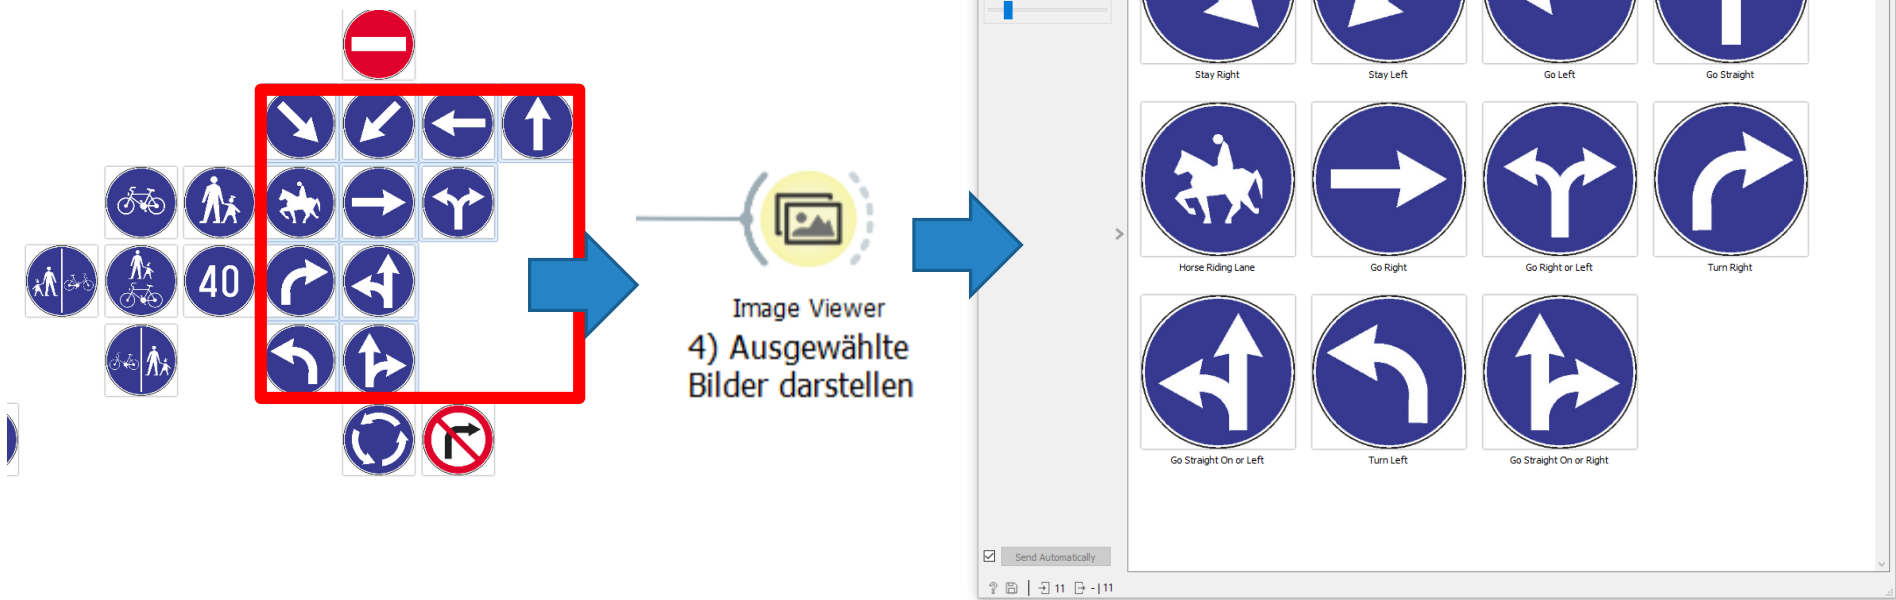 40
Image Viewer
4) Ausgewählte
Bilder darstellen
Stay Right
Stay Left
Go Left
Go Straight
Horse Riding Lane
Go Right
Go Right or Left
Turn Right
Go Straight On or Left
Turn Left
Go Straight On or Right
Send Automatically
? 11 - | 11